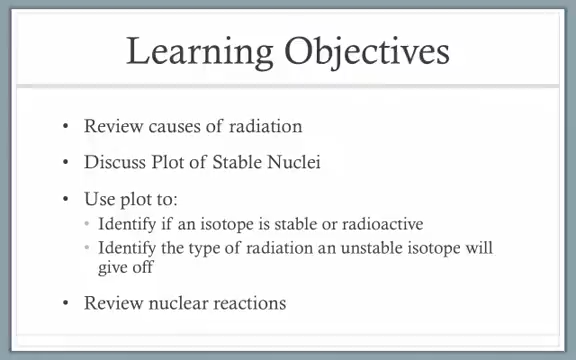 Learning Objectives
• Review causes of radiation
• Discuss Plot of Stable Nuclei
• Use plot to:
• Identify if an isotope is stable or radioactive
• Identify the type of radiation an unstable isotope will
give off
• Review nuclear reactions